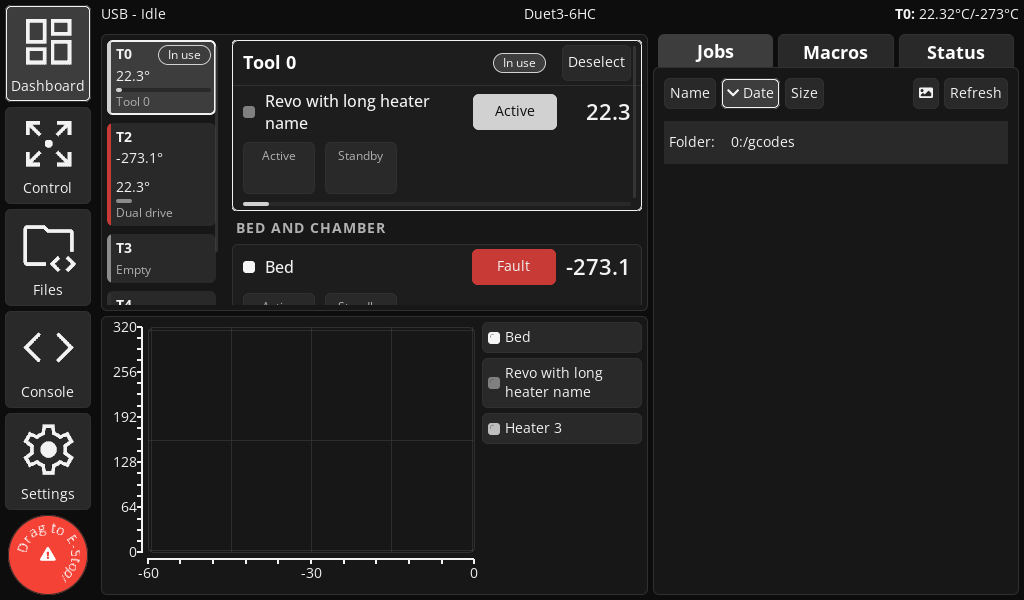 USB - Idle
Duet3-6HC
T0: 22.32°C/-273°C
Dashboard
Control
Files
Console
Settings
Drag to E-Stop!
T0
In use
22.3°
Tool 0
T2
-273.1°
22.3°
Dual drive
T3
Empty
T4
Tool 0
In use
Deselect
Revo with long heater
name
Active
22.3
Active
Standby
BED AND CHAMBER
Bed
Fault
-273.1
Active
Standby
320
256
192
128
64
0
-60
-30
0
Bed
Revo with long
heater name
Heater 3
Jobs
Macros
Status
Name
Date
Size
Refresh
Folder: 0:/gcodes